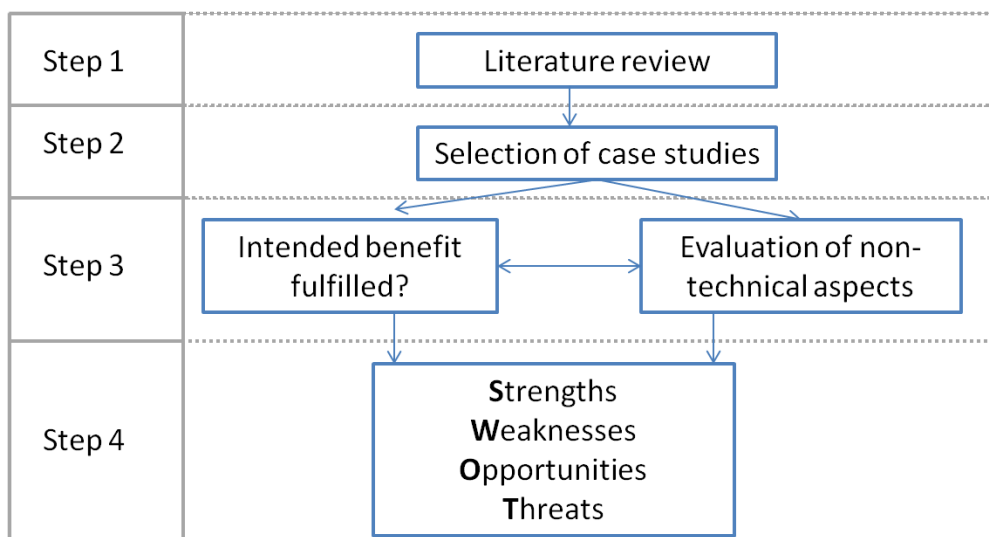 Step 1
Literature review
Step 2
Selection of case studies
Step 3
Intended benefit
fulfilled?
Evaluation of non-
technical aspects
Step 4
Strengths
Weaknesses
Opportunities
Threats